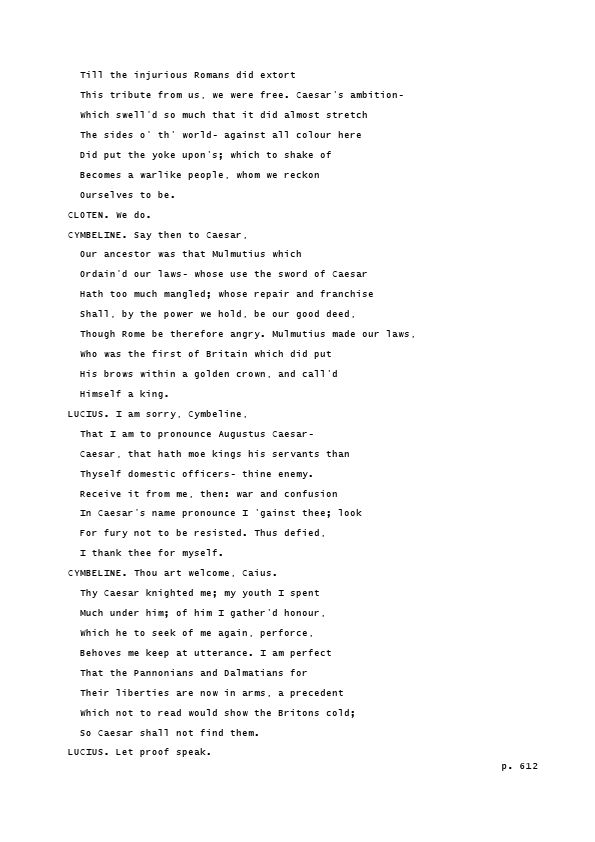 Till the injurious Romans did extort
This tribute from us, we were free. Caesar's ambition-
Which swell'd so much that it did almost stretch
The sides o' th' world- against all colour here
Did put the yoke upon's; which to shake of
Becomes a warlike people, whom we reckon
Ourselves to be.
CLOTEN. We do.
CYMBELINE. Say then to Caesar,
Our ancestor was that Mulmutius which
Ordain'd our laws- whose use the sword of Caesar
Hath too much mangled; whose repair and franchise
Shall, by the power we hold, be our good deed,
Though Rome be therefore angry. Mulmutius made our laws,
Who was the first of Britain which did put
His brows within a golden crown, and call'd
Himself a king.
LUCIUS. I am sorry, Cymbeline,
That I am to pronounce Augustus Caesar-
Caesar, that hath moe kings his servants than
Thyself domestic officers- thine enemy.
Receive it from me, then: war and confusion
In Caesar's name pronounce I 'gainst thee; look
For fury not to be resisted. Thus defied,
I thank thee for myself.
CYMBELINE. Thou art welcome, Caius.
Thy Caesar knighted me; my youth I spent
Much under him; of him I gather'd honour,
Which he to seek of me again, perforce,
Behoves me keep at utterance. I am perfect
That the Pannonians and Dalmatians for
Their liberties are now in arms, a precedent
Which not to read would show the Britons cold;
So Caesar shall not find them.
LUCIUS. Let proof speak.
p. 612